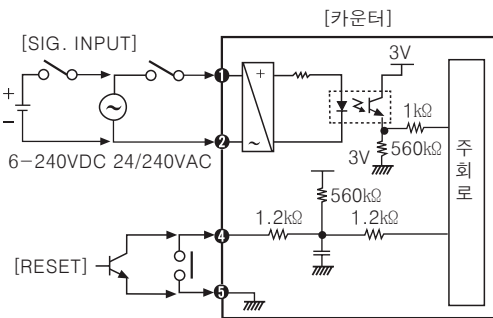 [카운터]
[SIG. INPUT]
3V
❶
+
+
1kΩ
−
~
❷
~
3V
560kΩ
6-240VDC 24/240VAC
주회로
560kΩ
❹
1.2kΩ
1.2kΩ
[RESET]
❺